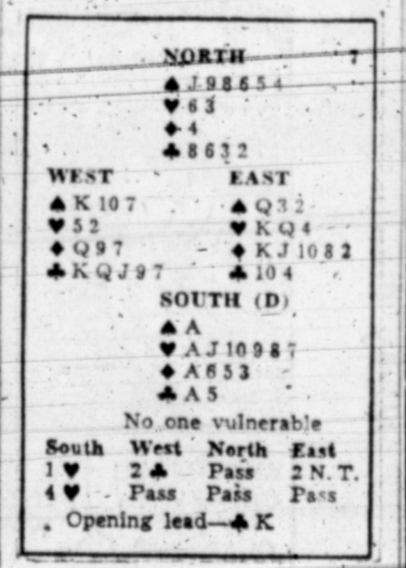 NORTH 7
♠ J 9 8 6 5 4
♥ 6 3
♦ 4
♣ 8 6 3 2
WEST EAST
♠ K 10 7 ♠ Q 3 2
♥ 5 2 ♥ K Q 4
♦ Q 9 7 ♦ K J 10 8 2
♣ K Q J 9 7 ♣ 10 4
SOUTH (D)
♠ A
♥ A J 10 9 8 7
♦ A 6 5 3
♣ A 5
No one vulnerable
South West North East
1 ♥ 2 ♣ Pass 2 N. T.
4 ♥ Pass Pass Pass
Opening lead—♣ K